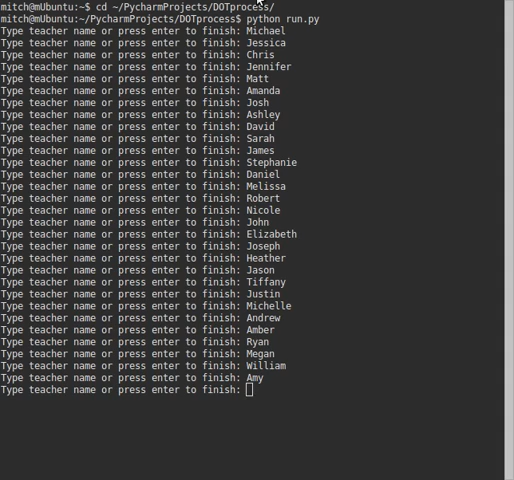 mitch@mUbuntu:~$ cd ~/PycharmProjects/DOTprocess/
mitch@mUbuntu:~/PycharmProjects/DOTprocess$ python run.py
Type teacher name or press enter to finish: Michael
Type teacher name or press enter to finish: Jessica
Type teacher name or press enter to finish: Chris
Type teacher name or press enter to finish: Jennifer
Type teacher name or press enter to finish: Matt
Type teacher name or press enter to finish: Amanda
Type teacher name or press enter to finish: Josh
Type teacher name or press enter to finish: Ashley
Type teacher name or press enter to finish: David
Type teacher name or press enter to finish: Sarah
Type teacher name or press enter to finish: James
Type teacher name or press enter to finish: Stephanie
Type teacher name or press enter to finish: Daniel
Type teacher name or press enter to finish: Melissa
Type teacher name or press enter to finish: Robert
Type teacher name or press enter to finish: Nicole
Type teacher name or press enter to finish: John
Type teacher name or press enter to finish: Elizabeth
Type teacher name or press enter to finish: Joseph
Type teacher name or press enter to finish: Heather
Type teacher name or press enter to finish: Jason
Type teacher name or press enter to finish: Tiffany
Type teacher name or press enter to finish: Justin
Type teacher name or press enter to finish: Michelle
Type teacher name or press enter to finish: Andrew
Type teacher name or press enter to finish: Amber
Type teacher name or press enter to finish: Ryan
Type teacher name or press enter to finish: Megan
Type teacher name or press enter to finish: William
Type teacher name or press enter to finish: Amy
Type teacher name or press enter to finish: